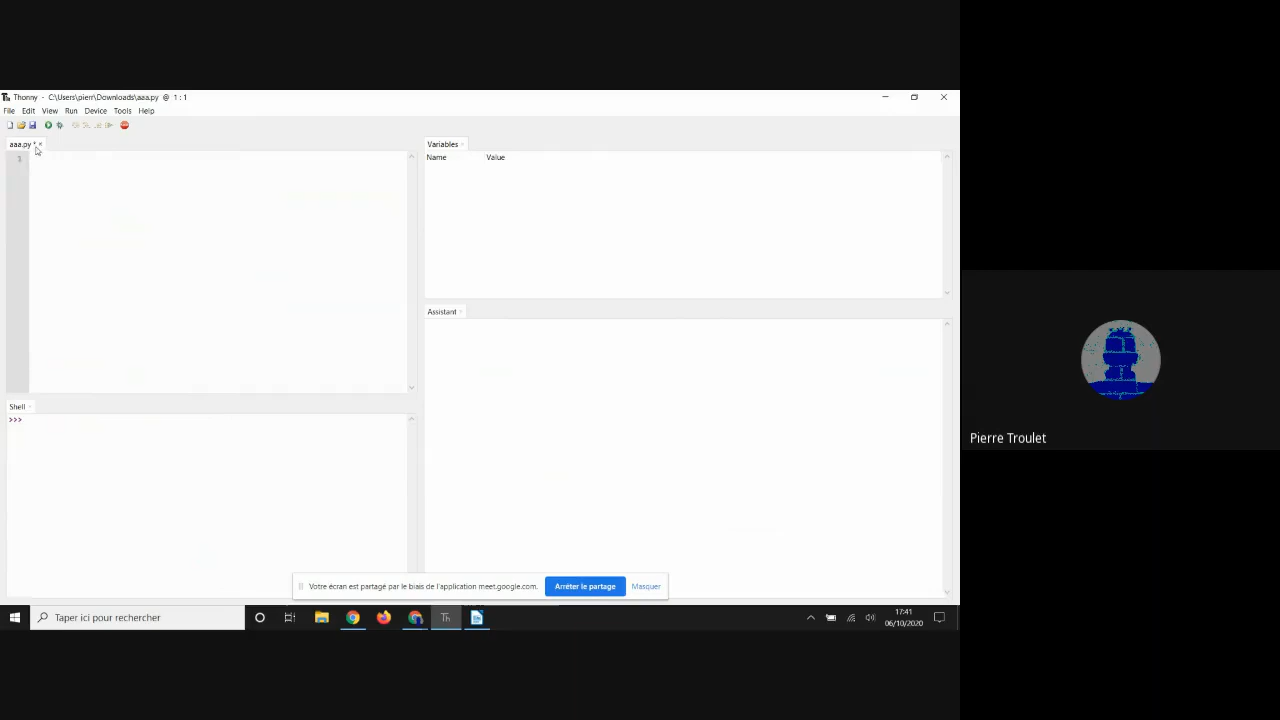 Thonny - C:\Users\pierr\Downloads\aaa.py @ 1 : 1
File Edit View Run Device Tools Help
aaa.py *
Variables
Name Value
1
Assistant
Shell
>>>
Pierre Troulet
Votre écran est partagé par le biais de l'application meet.google.com.
Arrêter le partage
Masquer
Taper ici pour rechercher
Th
17:41
06/10/2020